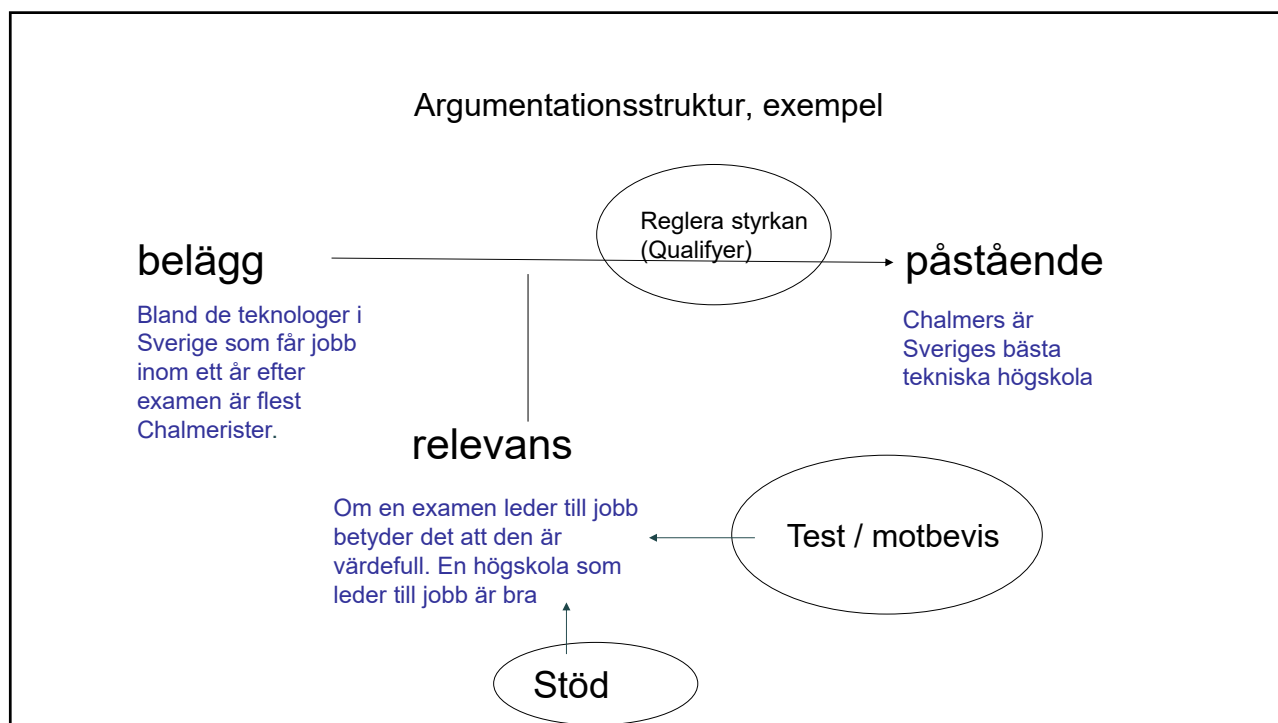 Argumentationsstruktur, exempel
Reglera styrkan
(Qualifyer)
belägg
påstående
Bland de teknologer i
Sverige som får jobb
inom ett år efter
examen är flest
Chalmerister.
Chalmers är
Sveriges bästa
tekniska högskola
relevans
Om en examen leder till jobb
betyder det att den är
värdefull. En högskola som
leder till jobb är bra
Test / motbevis
Stöd